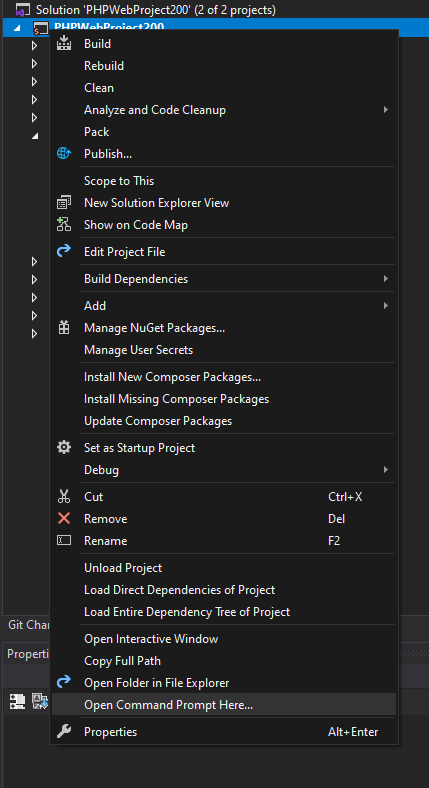 Solution 'PHPWebProject200' (2 of 2 projects)
PHPWebProject200
Build
Rebuild
Clean
Analyze and Code Cleanup
Pack
Publish...
Scope to This
New Solution Explorer View
Show on Code Map
Edit Project File
Build Dependencies
Add
Manage NuGet Packages...
Manage User Secrets
Install New Composer Packages...
Install Missing Composer Packages
Update Composer Packages
Set as Startup Project
Debug
Cut Ctrl+X
Remove Del
Rename F2
Unload Project
Load Direct Dependencies of Project
Load Entire Dependency Tree of Project
Git Char
Open Interactive Window
Properti
Copy Full Path
Open Folder in File Explorer
Open Command Prompt Here...
Properties Alt+Enter